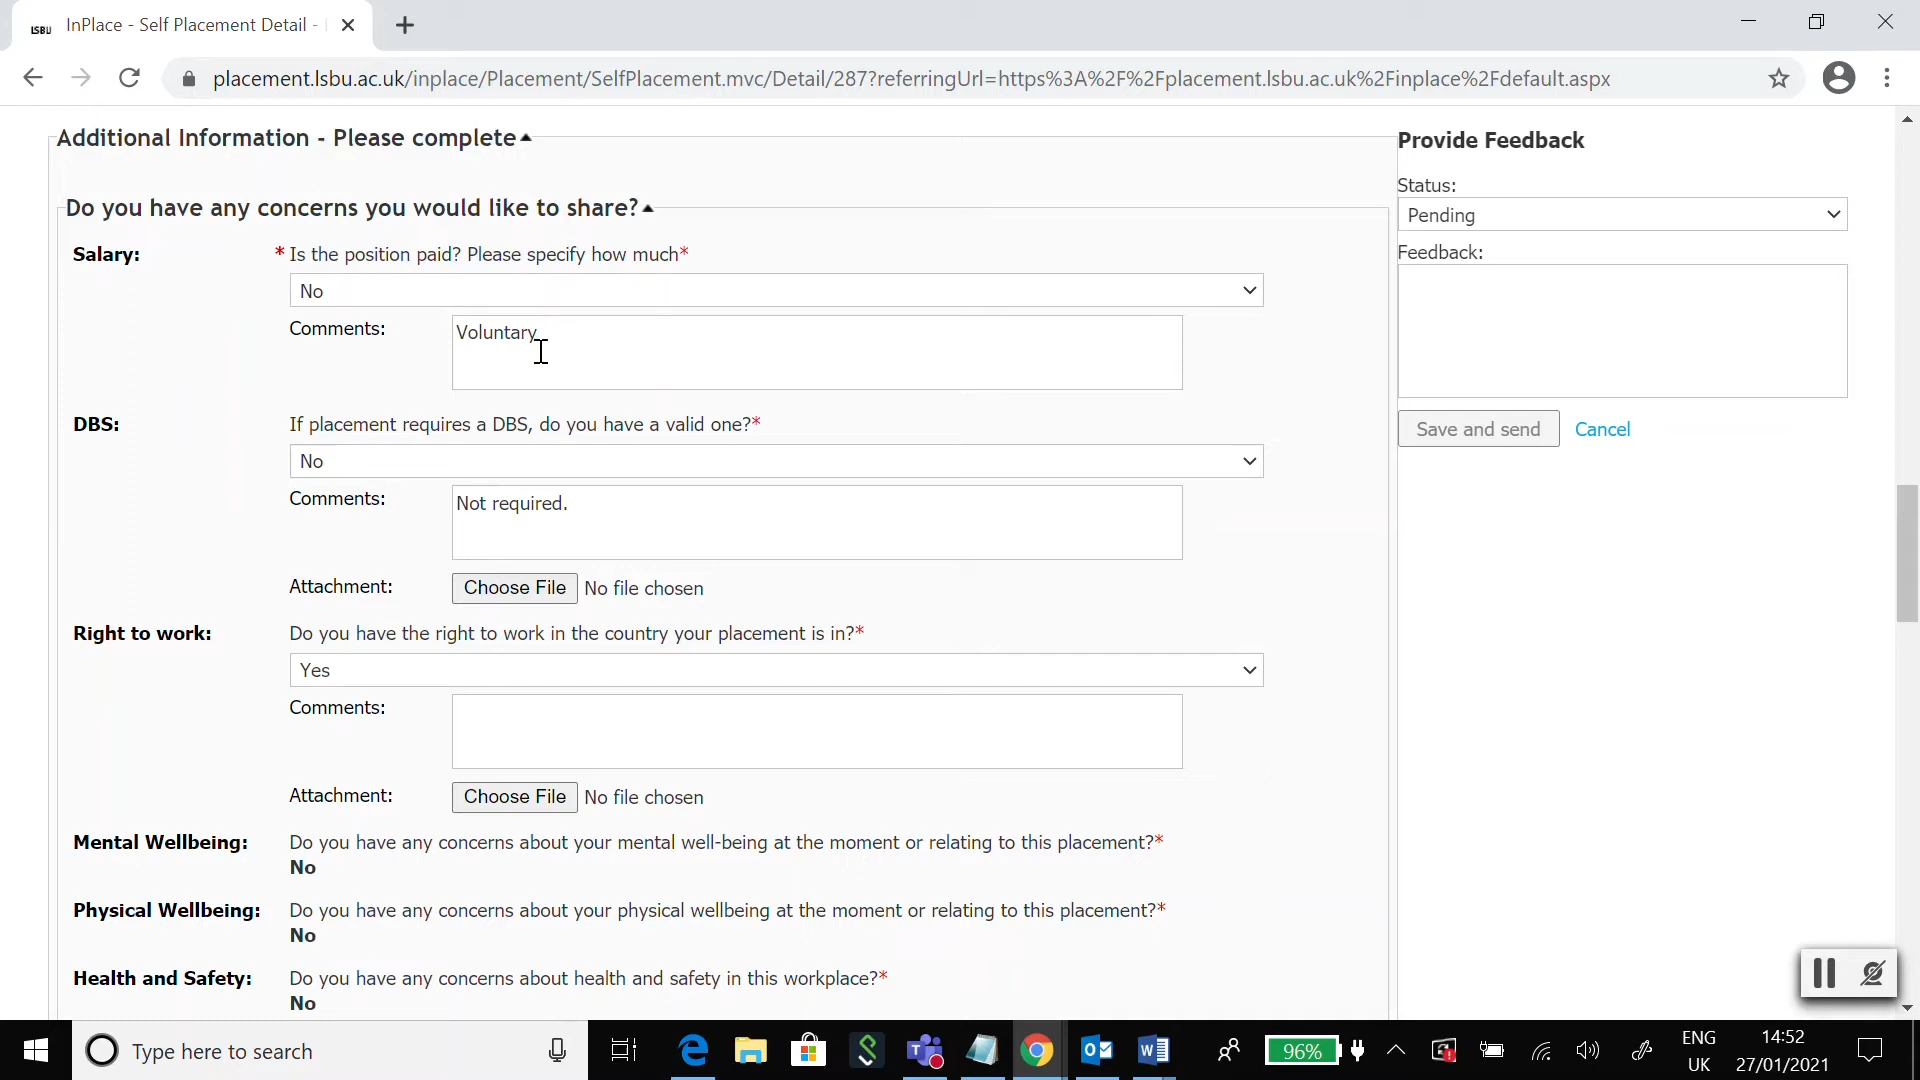 LSBU InPlace - Self Placement Detail -
placement.lsbu.ac.uk/inplace/Placement/SelfPlacement.mvc/Detail/287?referringUrl=https%3A%2F%2Fplacement.lsbu.ac.uk%2Finplace%2Fdefault.aspx
Additional Information - Please complete
Do you have any concerns you would like to share?
Salary: * Is the position paid? Please specify how much*
No
Comments: Voluntary
DBS: If placement requires a DBS, do you have a valid one?*
No
Comments: Not required.
Attachment: Choose File No file chosen
Right to work: Do you have the right to work in the country your placement is in?*
Yes
Comments:
Attachment: Choose File No file chosen
Mental Wellbeing: Do you have any concerns about your mental well-being at the moment or relating to this placement?*
No
Physical Wellbeing: Do you have any concerns about your physical wellbeing at the moment or relating to this placement?*
No
Health and Safety: Do you have any concerns about health and safety in this workplace?*
No
Provide Feedback
Status:
Pending
Feedback:
Save and send Cancel
Type here to search
96%
ENG
UK
14:52
27/01/2021